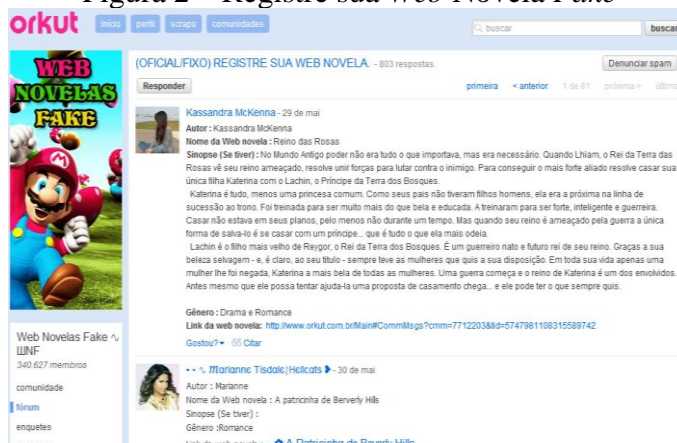 Figura 2 – Registre sua Web Novela Fake
orkut início perfil scraps comunidades buscar buscar
WEB
NOVELAS
FAKE
Web Novelas Fake ∿
ШNF
340.627 membros
comunidade
fórum
enquetes
(OFICIAL/FIXO) REGISTRE SUA WEB NOVELA. - 803 respostas. Denunciar spam
Responder primeira < anterior 1 de 81 próxima > última
Kassandra McKenna - 29 de mai
Autor : Kassandra McKenna
Nome da Web novela : Reino das Rosas
Sinopse (Se tiver) : No Mundo Antigo poder não era tudo o que importava, mas era necessário. Quando Lhiam, o Rei da Terra das
Rosas vê seu reino ameaçado, resolve unir forças para lutar contra o inimigo. Para conseguir o mais forte aliado resolve casar sua
única filha Katerina com o Lachin, o Príncipe da Terra dos Bosques.
Katerina é tudo, menos uma princesa comum. Como seus pais não tiveram filhos homens, ela era a próxima na linha de
sucessão ao trono. Foi treinada para ser muito mais do que bela e educada. A treinaram para ser forte, inteligente e guerreira.
Casar não estava em seus planos, pelo menos não durante um tempo. Mas quando seu reino é ameaçado pela guerra a única
forma de salva-lo é se casar com um príncipe... que é tudo o que ela mais odeia.
Lachin é o filho mais velho de Reygor, o Rei da Terra dos Bosques. É um guerreiro nato e futuro rei de seu reino. Graças a sua
beleza selvagem - e, é claro, ao seu título - sempre teve as mulheres que quis a sua disposição. Em toda sua vida apenas uma
mulher lhe foi negada, Katerina a mais bela de todas as mulheres. Uma guerra começa e o reino de Katerina é um dos envolvidos.
Antes mesmo que ele possa tentar ajuda-la uma proposta de casamento chega... e ele pode ter o que sempre quis.
Gênero : Drama e Romance
Link da web novela: http://www.orkut.com.br/Main#CommMsgs?cmm=7712203&tid=5747981108315589742
Gostou? Citar
Marianne Tisdale¦Hellcats - 30 de mai
Autor : Marianne
Nome da Web novela : A patricinha de Berverly Hills
Sinopse (Se tiver) :
Gênero :Romance
Link da web novela : A Patricinha de Beverly Hills